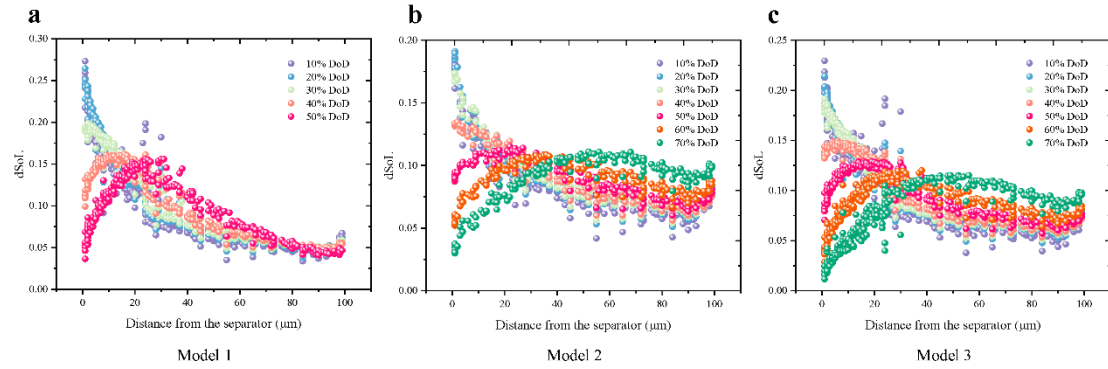 a
0.30
0.25
0.20
0.15
0.10
0.05
0.00
dSoL
10% DoD
20% DoD
30% DoD
40% DoD
50% DoD
0
20
40
60
80
100
Distance from the separator (μm)
Model 1
b
0.20
0.15
0.10
0.05
0.00
dSoL
10% DoD
20% DoD
30% DoD
40% DoD
50% DoD
60% DoD
70% DoD
0
20
40
60
80
100
Distance from the separator (μm)
Model 2
c
0.25
0.20
0.15
0.10
0.05
0.00
dSoL
10% DoD
20% DoD
30% DoD
40% DoD
50% DoD
60% DoD
70% DoD
0
20
40
60
80
100
Distance from the separator (μm)
Model 3